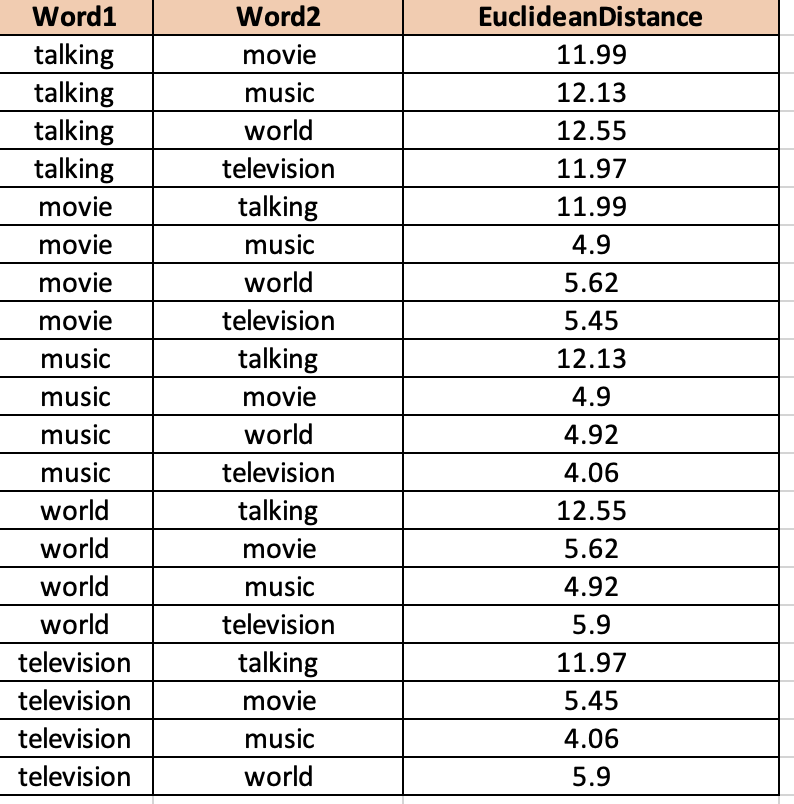 Word1 Word2 EuclideanDistance
talking movie 11.99
talking music 12.13
talking world 12.55
talking television 11.97
movie talking 11.99
movie music 4.9
movie world 5.62
movie television 5.45
music talking 12.13
music movie 4.9
music world 4.92
music television 4.06
world talking 12.55
world movie 5.62
world music 4.92
world television 5.9
television talking 11.97
television movie 5.45
television music 4.06
television world 5.9